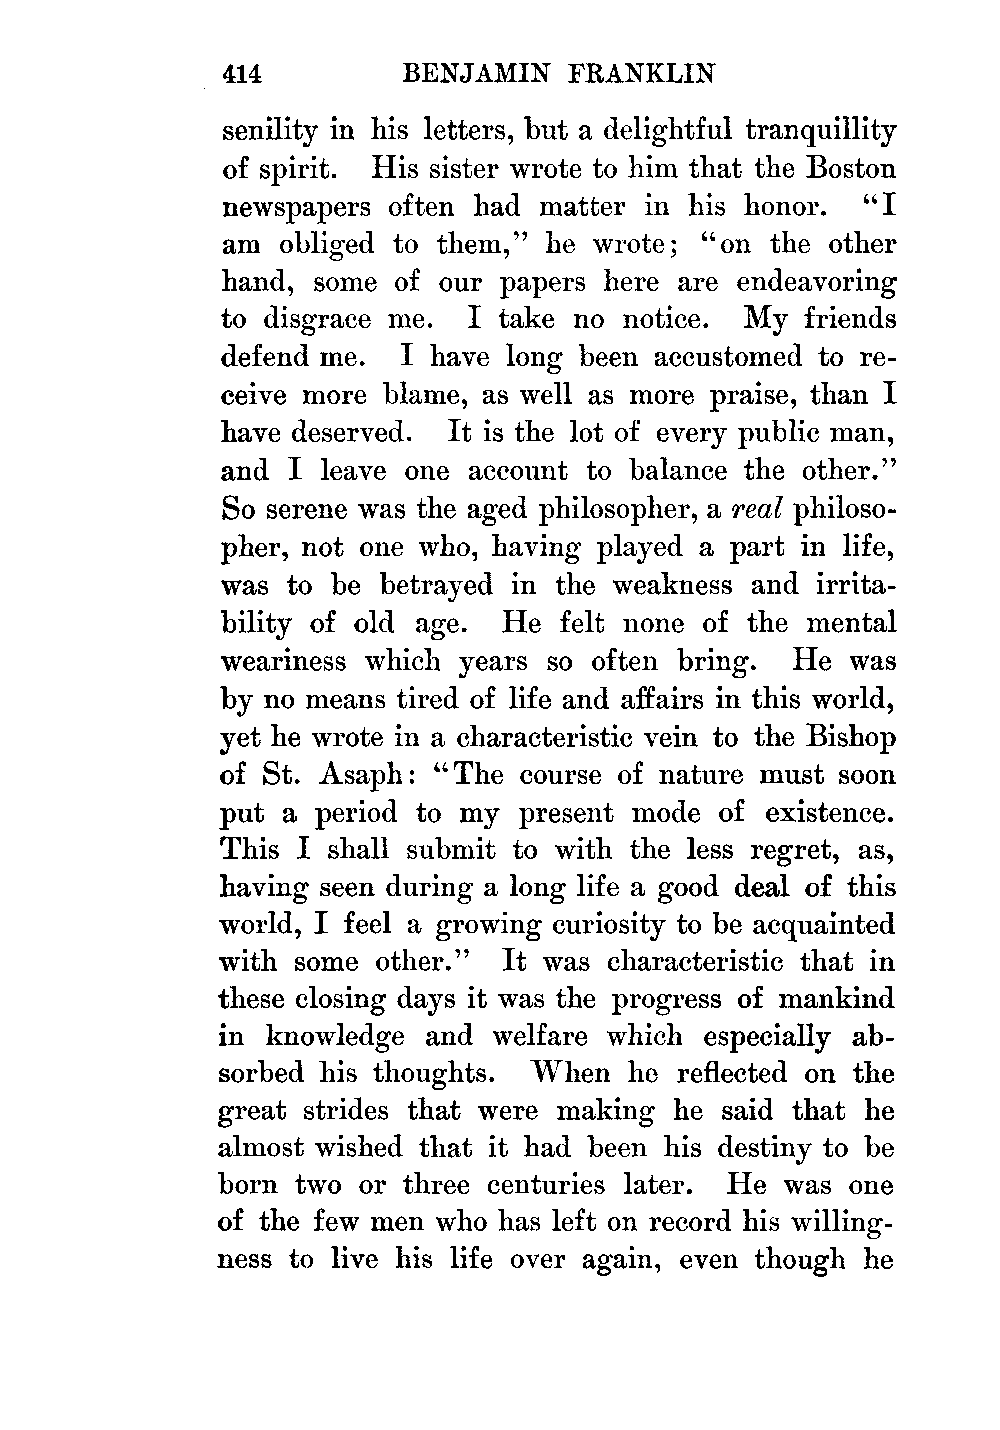 414 BENJAMIN FRANKLIN
senility in his letters, but a delightful tranquillity
of spirit. His sister wrote to him that the Boston
newspapers often had matter in his honor. “I
am obliged to them,” he wrote; “on the other
hand, some of our papers here are endeavoring
to disgrace me. I take no notice. My friends
defend me. I have long been accustomed to re-
ceive more blame, as well as more praise, than I
have deserved. It is the lot of every public man,
and I leave one account to balance the other.”
So serene was the aged philosopher, a real philoso-
pher, not one who, having played a part in life,
was to be betrayed in the weakness and irrita-
bility of old age. He felt none of the mental
weariness which years so often bring. He was
by no means tired of life and affairs in this world,
yet he wrote in a characteristic vein to the Bishop
of St. Asaph: “The course of nature must soon
put a period to my present mode of existence.
This I shall submit to with the less regret, as,
having seen during a long life a good deal of this
world, I feel a growing curiosity to be acquainted
with some other.” It was characteristic that in
these closing days it was the progress of mankind
in knowledge and welfare which especially ab-
sorbed his thoughts. When he reflected on the
great strides that were making he said that he
almost wished that it had been his destiny to be
born two or three centuries later. He was one
of the few men who has left on record his willing-
ness to live his life over again, even though he